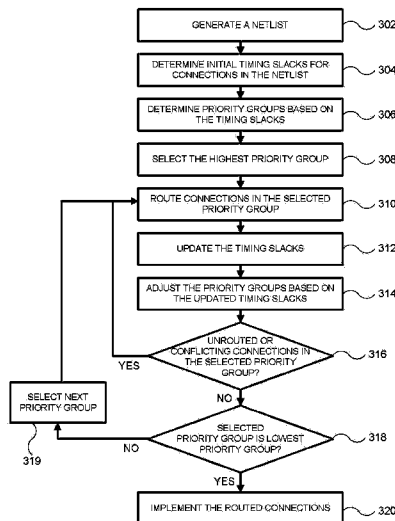 GENERATE A NETLIST
302
DETERMINE INITIAL TIMING SLACKS FOR
CONNECTIONS IN THE NETLIST
304
DETERMINE PRIORITY GROUPS BASED ON
THE TIMING SLACKS
306
SELECT THE HIGHEST PRIORITY GROUP
308
ROUTE CONNECTIONS IN THE SELECTED
PRIORITY GROUP
310
UPDATE THE TIMING SLACKS
312
ADJUST THE PRIORITY GROUPS BASED ON
THE UPDATED TIMING SLACKS
314
UNROUTED OR
CONFLICTING CONNECTIONS IN
THE SELECTED PRIORITY
GROUP?
316
YES
NO
SELECT NEXT
PRIORITY GROUP
319
SELECTED
PRIORITY GROUP IS LOWEST
PRIORITY GROUP?
318
NO
YES
IMPLEMENT THE ROUTED CONNECTIONS
320